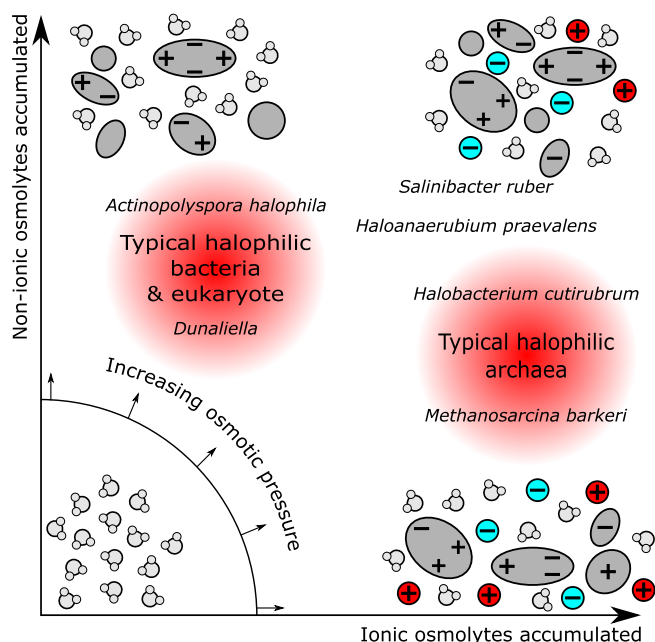 Non-ionic osmolytes accumulated
Salinibacter ruber
Actinopolyspora halophila
Haloanaerubium praevalens
Typical halophilic
bacteria
& eukaryote
Dunaliella
Halobacterium cutirubrum
Typical halophilic
archaea
Methanosarcina barkeri
Increasing osmotic pressure
Ionic osmolytes accumulated